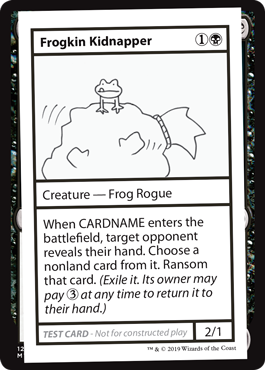 Frogkin Kidnapper 1
Creature — Frog Rogue
When CARDNAME enters the
battlefield, target opponent
reveals their hand. Choose a
nonland card from it. Ransom
that card. (Exile it. Its owner may
pay 3 at any time to return it to
their hand.)
TEST CARD - Not for constructed play
2/1
12
M
™ & © 2019 Wizards of the Coast